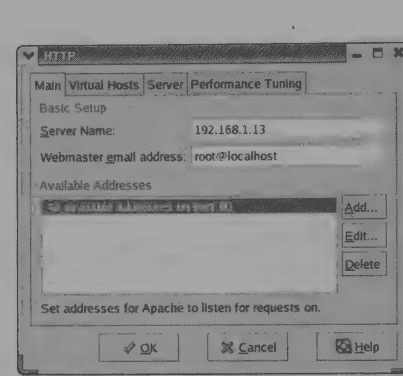 HTTP
Main Virtual Hosts Server Performance Tuning
Basic Setup
Server Name: 192.168.1.13
Webmaster email address: root@localhost
Available Addresses
Add...
Edit...
Delete
Set addresses for Apache to listen for requests on.
OK Cancel Help